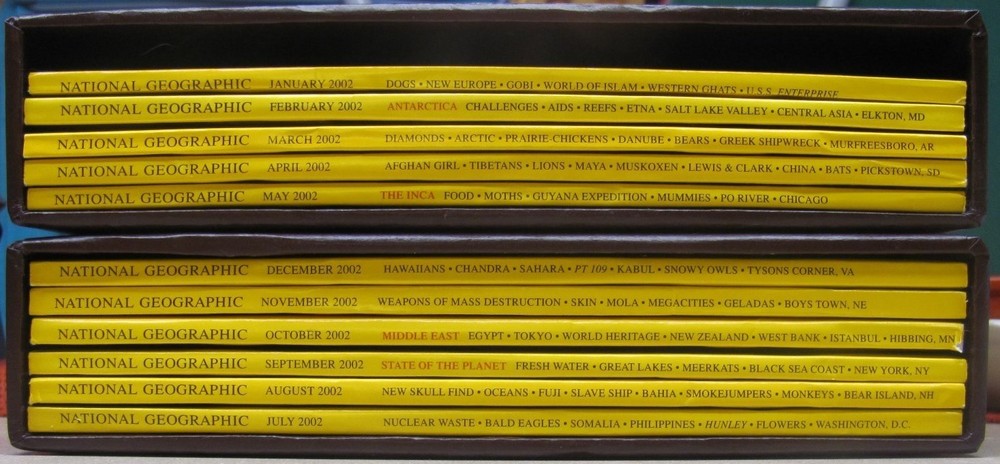 NATIONAL GEOGRAPHIC JANUARY 2002 DOGS • NEW EUROPE • GOBI • WORLD OF ISLAM • WESTERN GHATS • U.S.S. ENTERPRISE
NATIONAL GEOGRAPHIC FEBRUARY 2002 ANTARCTICA CHALLENGES • AIDS • REEFS • ETNA • SALT LAKE VALLEY • CENTRAL ASIA • ELKTON, MD
NATIONAL GEOGRAPHIC MARCH 2002 DIAMONDS • ARCTIC • PRAIRIE-CHICKENS • DANUBE • BEARS • GREEK SHIPWRECK • MURFREESBORO, AR
NATIONAL GEOGRAPHIC APRIL 2002 AFGHAN GIRL • TIBETANS • LIONS • MAYA • MUSKOXEN • LEWIS & CLARK • CHINA • BATS • PICKSTOWN, SD
NATIONAL GEOGRAPHIC MAY 2002 THE INCA FOOD • MOTHS • GUYANA EXPEDITION • MUMMIES • PO RIVER • CHICAGO
NATIONAL GEOGRAPHIC DECEMBER 2002 HAWAIIANS • CHANDRA • SAHARA • PT 109 • KABUL • SNOWY OWLS • TYSONS CORNER, VA
NATIONAL GEOGRAPHIC NOVEMBER 2002 WEAPONS OF MASS DESTRUCTION • SKIN • MOLA • MEGACITIES • GELADAS • BOYS TOWN, NE
NATIONAL GEOGRAPHIC OCTOBER 2002 MIDDLE EAST EGYPT • TOKYO • WORLD HERITAGE • NEW ZEALAND • WEST BANK • ISTANBUL • HIBBING, MN
NATIONAL GEOGRAPHIC SEPTEMBER 2002 STATE OF THE PLANET FRESH WATER • GREAT LAKES • MEERKATS • BLACK SEA COAST • NEW YORK, NY
NATIONAL GEOGRAPHIC AUGUST 2002 NEW SKULL FIND • OCEANS • FUJI • SLAVE SHIP • BAHIA • SMOKEJUMPERS • MONKEYS • BEAR ISLAND, NH
NATIONAL GEOGRAPHIC JULY 2002 NUCLEAR WASTE • BALD EAGLES • SOMALIA • PHILIPPINES • HUNLEY • FLOWERS • WASHINGTON, D.C.